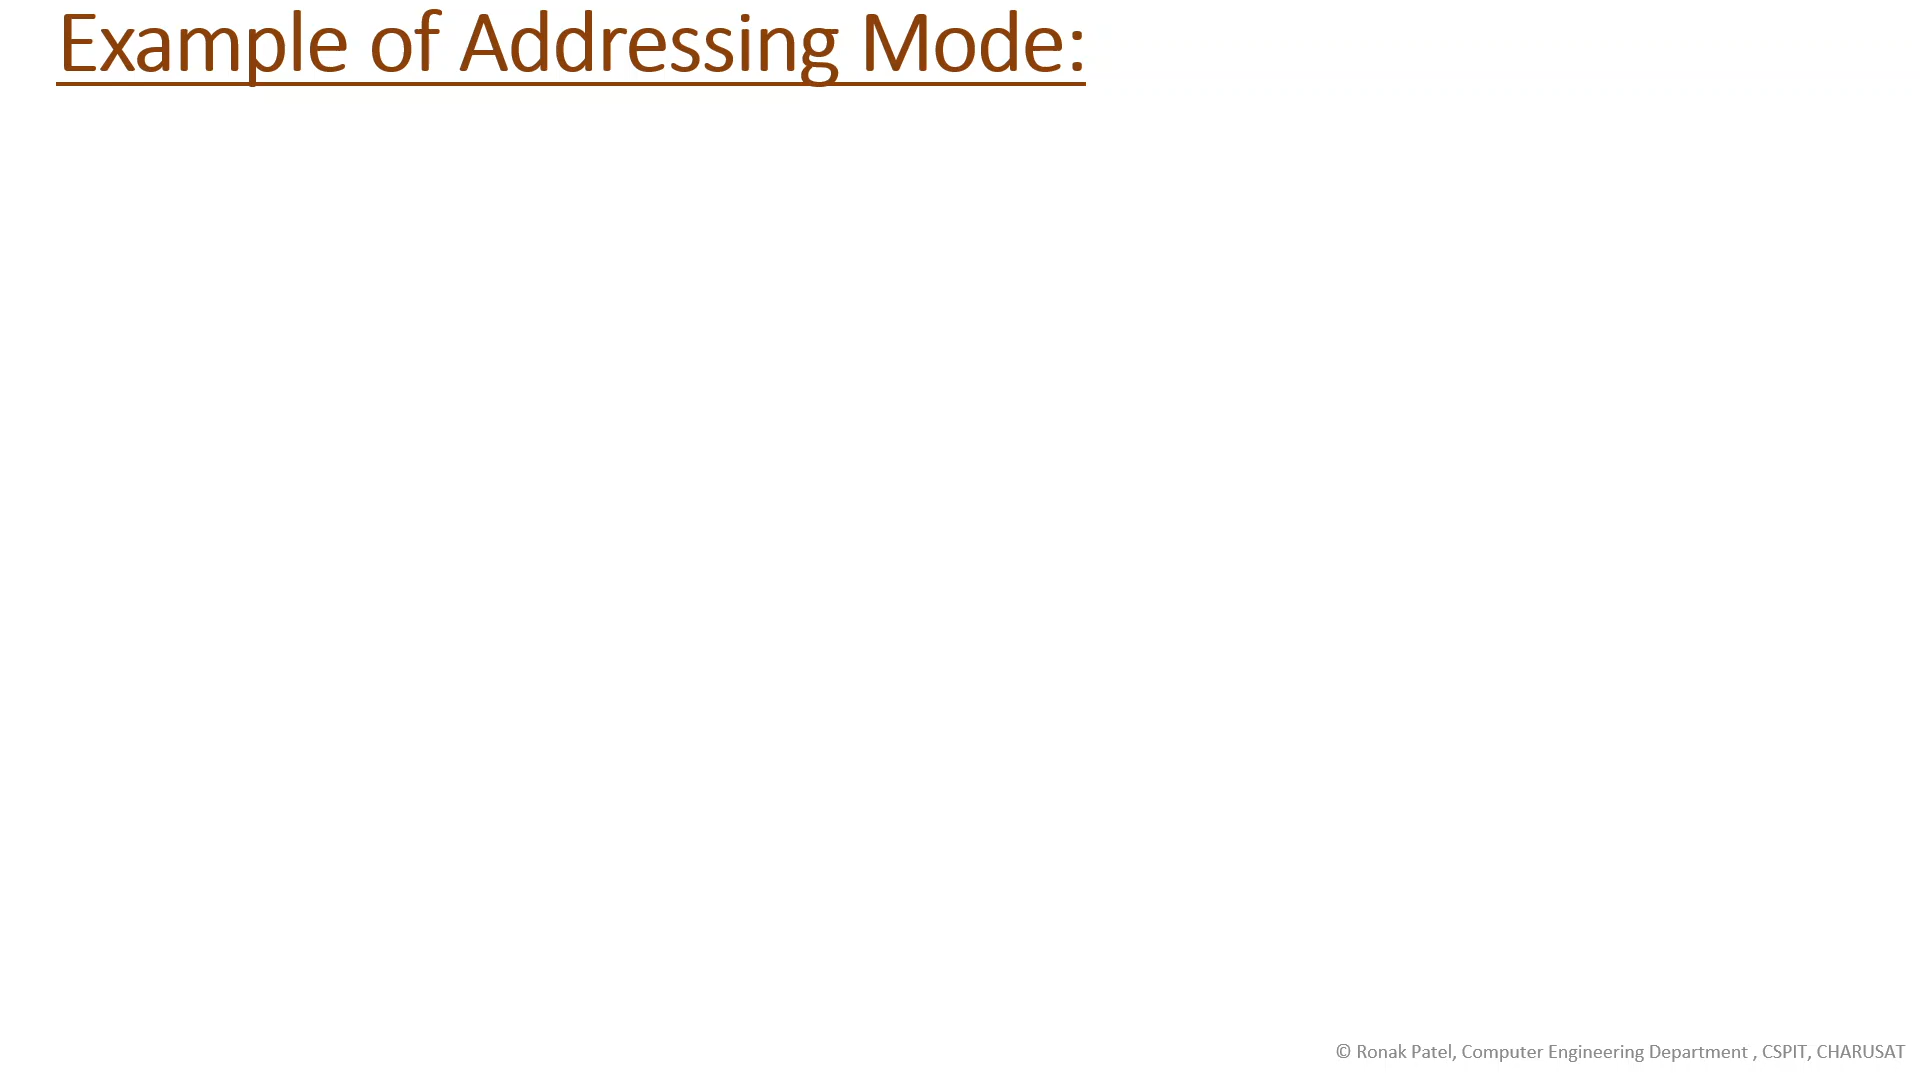 Example of Addressing Mode:
© Ronak Patel, Computer Engineering Department , CSPIT, CHARUSAT